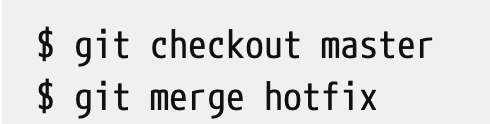 $ git checkout master
$ git merge hotfix